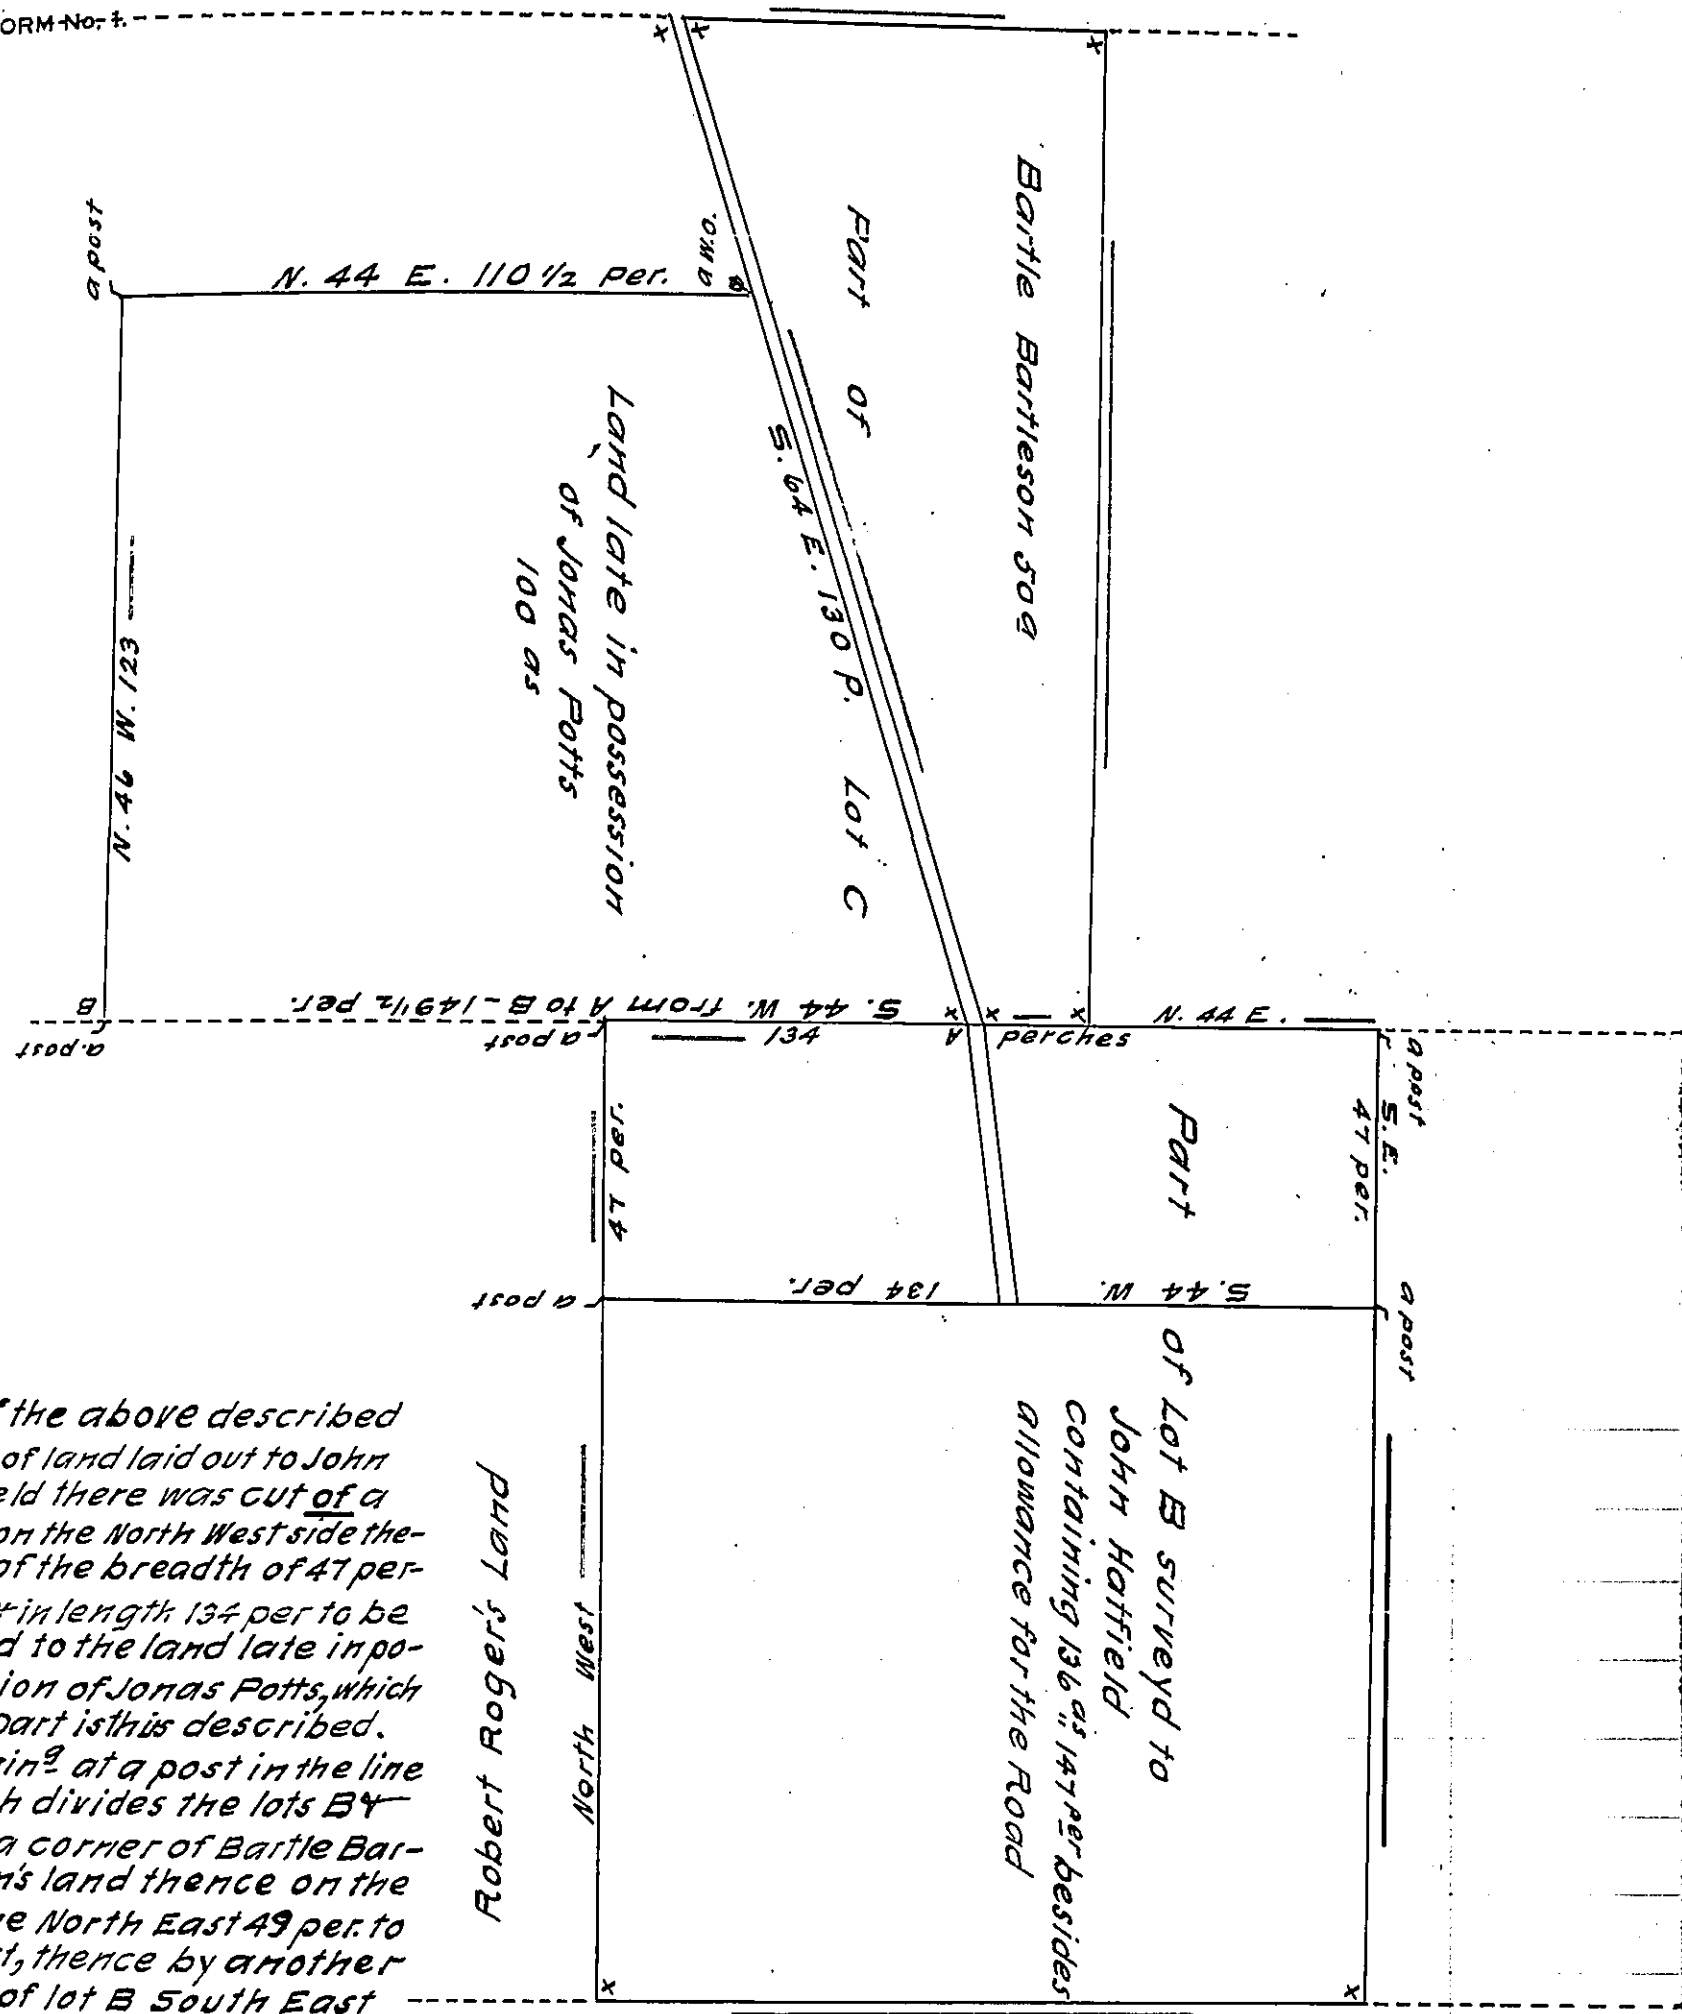 ORM No. 1.
Bartle Bartleson 50a
Part of Lot C
a post
N. 44 E. 110 1/2 per.
a W.O.
S. 64 E. 130 p.
Land late in possession
of Jonas Potts
100 as
N. 46 W. 123
B
a post
S. 44 W. from A to B - 149 1/2 per.
a post
134 perches
A
N. 44 E.
a post
S.E.
47 per.
47 per.
Part
a post
134 per.
S. 44 W.
a post
of Lot B survey'd to
John Hatfield
containing 136 as " 147 per besides
allowance for the Road
North West
Robert Roger's Land
f the above described
of land laid out to John
eld there was cut of a
on the North West side the-
of the breadth of 47 per-
in length 134 per to be
d to the land late in po-
ion of Jonas Potts, which
part is this described.
in g at a post in the line
h divides the lots B &
a corner of Bartle Bar-
n's land thence on the
e North East 49 per. to
t, thence by another
of lot B South East